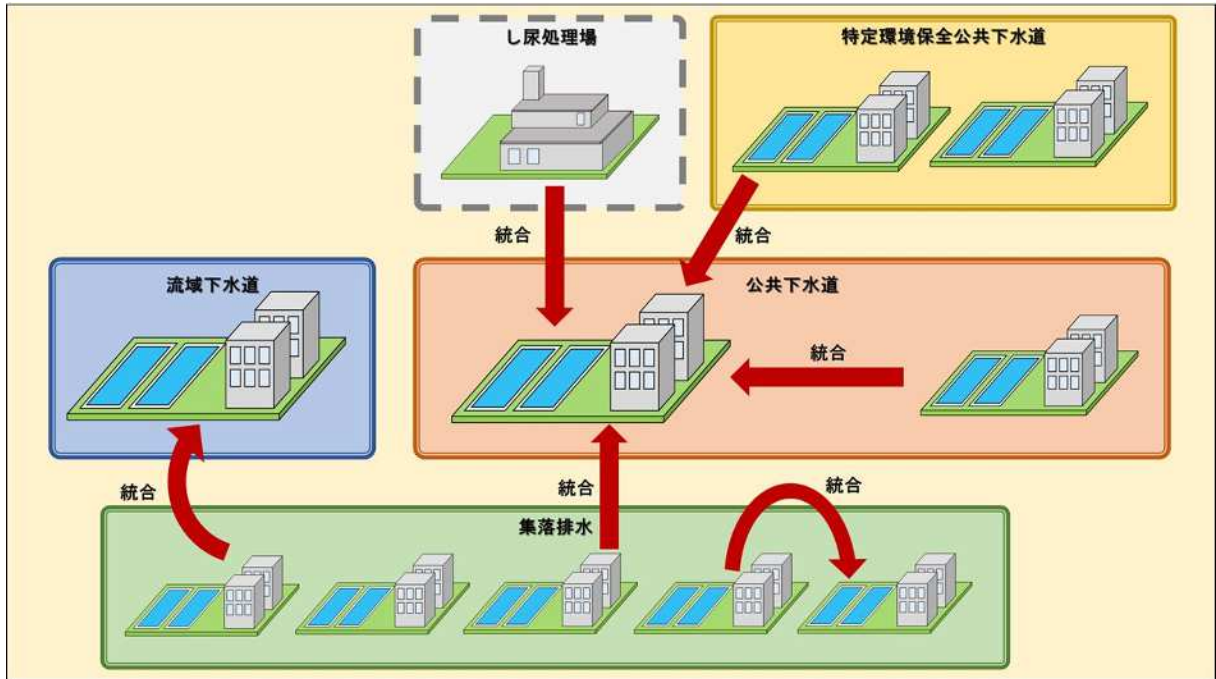 し尿処理場
特定環境保全公共下水道
統合
統合
流域下水道
公共下水道
統合
統合
統合
統合
集落排水